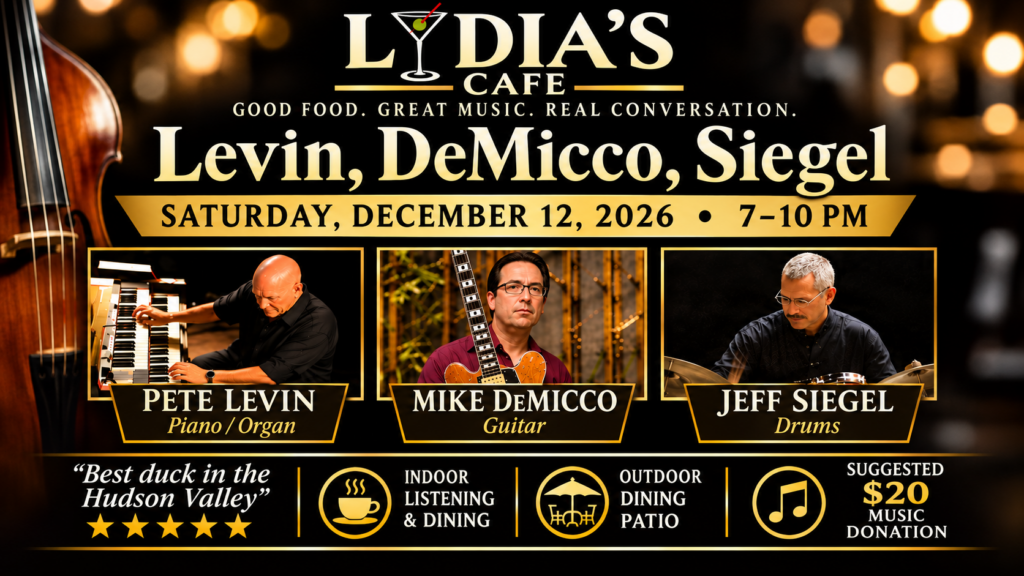 LYDIA'S
CAFE
GOOD FOOD. GREAT MUSIC. REAL CONVERSATION.
Levin, DeMicco, Siegel
SATURDAY, DECEMBER 12, 2026 • 7–10 PM
PETE LEVIN
Piano / Organ
MIKE DEMICCO
Guitar
JEFF SIEGEL
Drums
"Best duck in the
Hudson Valley"
INDOOR
LISTENING
& DINING
OUTDOOR
DINING
PATIO
SUGGESTED
$20
MUSIC
DONATION